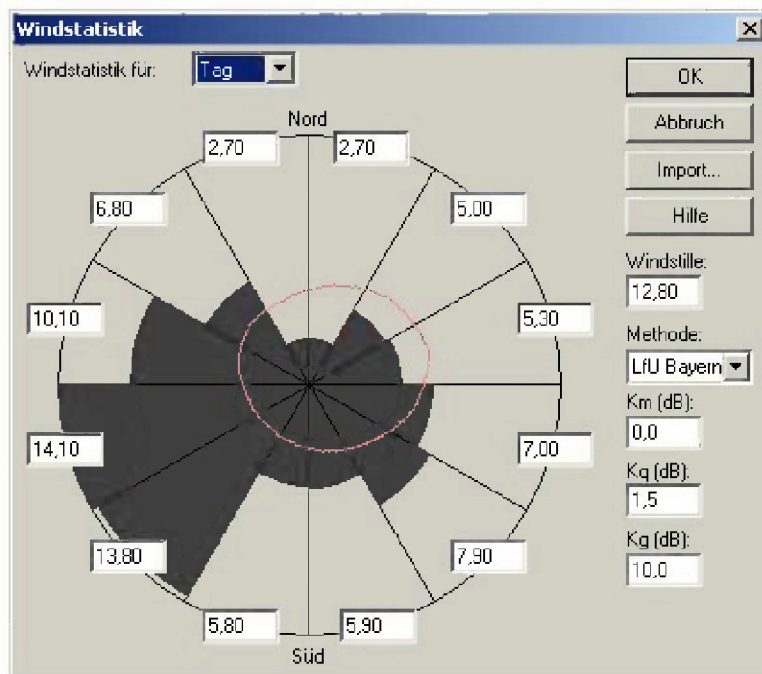 Windstatistik
Windstatistik für: Tag
OK
Abbruch
Import...
Hilfe
Nord
2,70 2,70
6,80 5,00
10,10 5,30
14,10 7,00
13,80 7,90
5,80 5,90
Süd
Windstille:
12,80
Methode:
LfU Bayern
Km (dB):
0,0
Kq (dB):
1,5
Kg (dB):
10,0